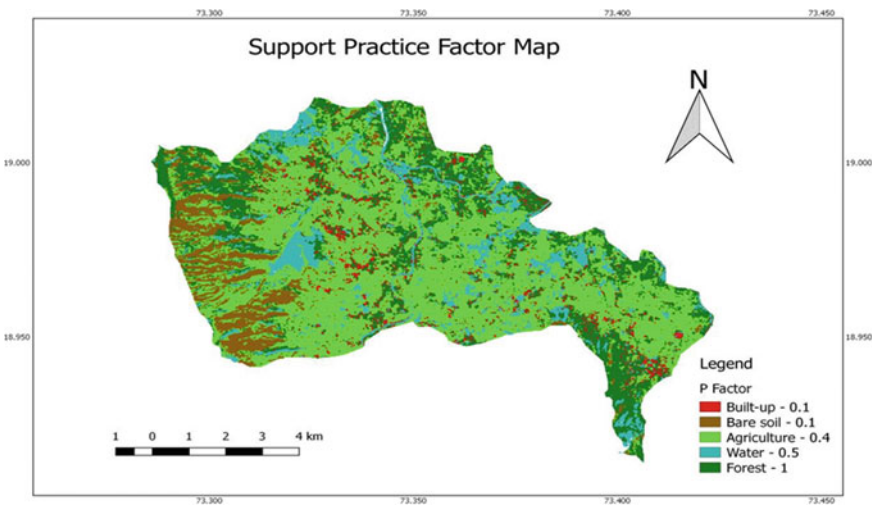 73.300 73.350 73.400 73.450
Support Practice Factor Map
N
19.000 19.000
18.950 18.950
Legend
P Factor
Built-up - 0.1
Bare soil - 0.1
Agriculture - 0.4
Water - 0.5
Forest - 1
1 0 1 2 3 4 km
73.300 73.350 73.400 73.450